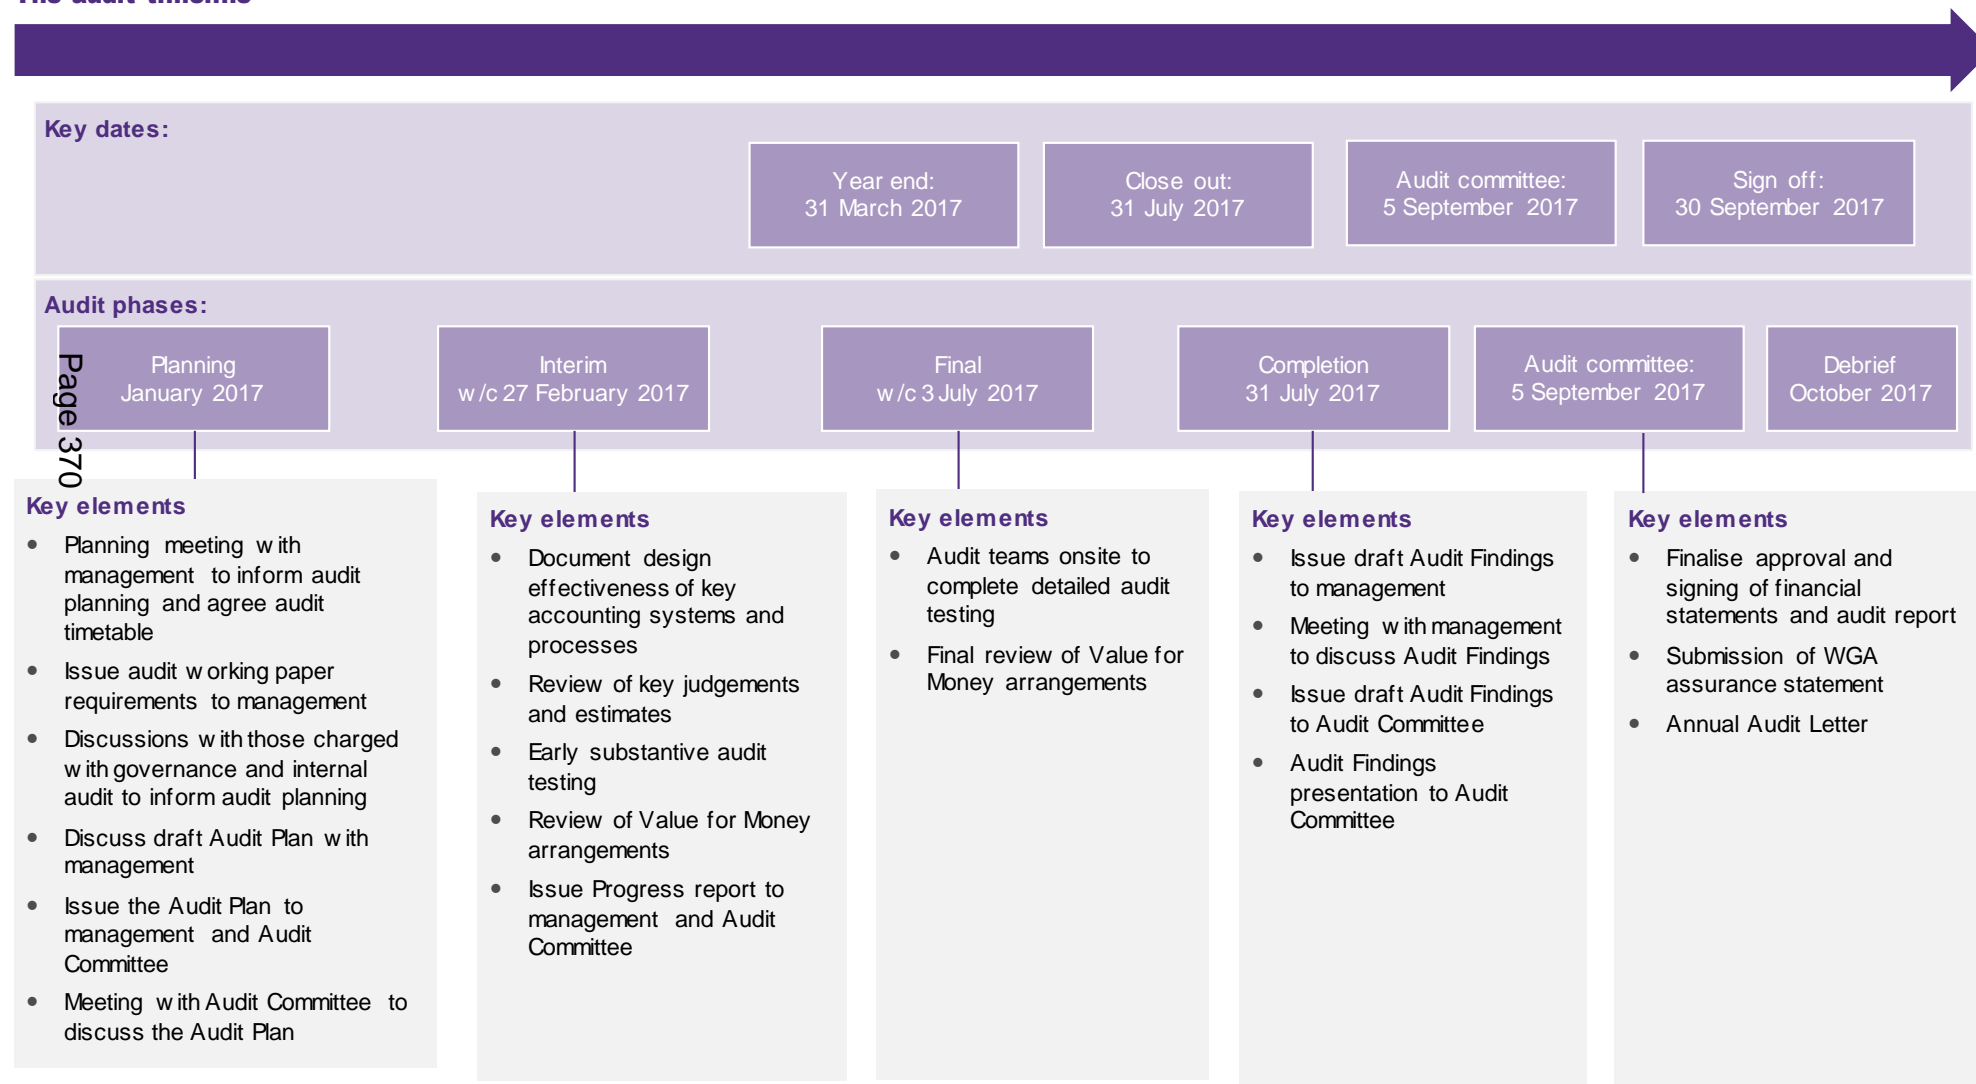 The audit timeline
Key dates:
Year end:
31 March 2017
Close out:
31 July 2017
Audit committee:
5 September 2017
Sign off:
30 September 2017
Audit phases:
Planning
January 2017
Interim
w/c 27 February 2017
Final
w/c 3 July 2017
Completion
31 July 2017
Audit committee:
5 September 2017
Debrief
October 2017
Page 370
Key elements
• Planning meeting with
management to inform audit
planning and agree audit
timetable
• Issue audit working paper
requirements to management
• Discussions with those charged
with governance and internal
audit to inform audit planning
• Discuss draft Audit Plan with
management
• Issue the Audit Plan to
management and Audit
Committee
• Meeting with Audit Committee to
discuss the Audit Plan
Key elements
• Document design
effectiveness of key
accounting systems and
processes
• Review of key judgements
and estimates
• Early substantive audit
testing
• Review of Value for Money
arrangements
• Issue Progress report to
management and Audit
Committee
Key elements
• Audit teams onsite to
complete detailed audit
testing
• Final review of Value for
Money arrangements
Key elements
• Issue draft Audit Findings
to management
• Meeting with management
to discuss Audit Findings
• Issue draft Audit Findings
to Audit Committee
• Audit Findings
presentation to Audit
Committee
Key elements
• Finalise approval and
signing of financial
statements and audit report
• Submission of WGA
assurance statement
• Annual Audit Letter